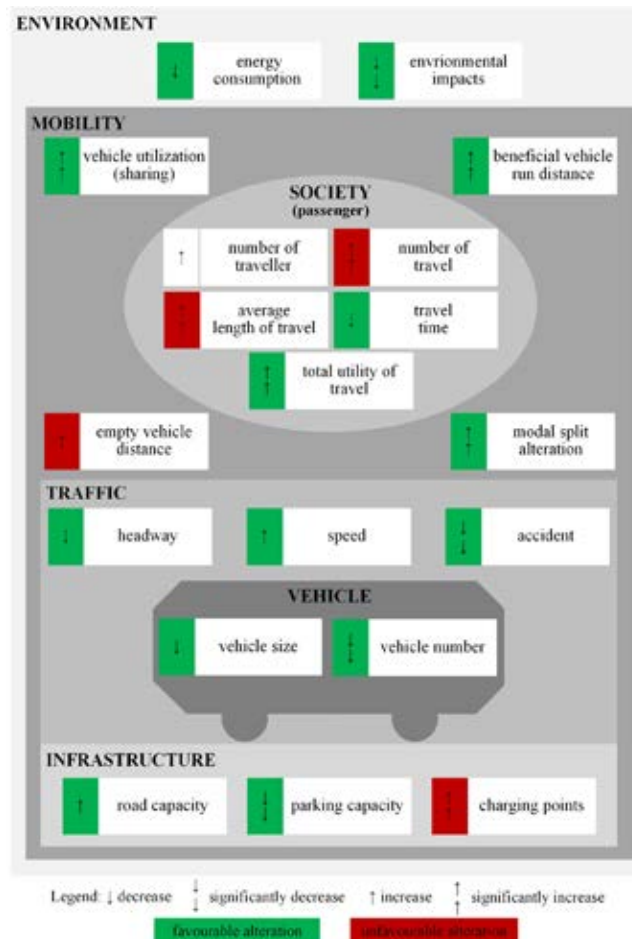 ENVIRONMENT
↓ energy
consumption
↓↓ envrionmental
impacts
MOBILITY
↑↑ vehicle utilization
(sharing)
↑↑ beneficial vehicle
run distance
SOCIETY
(passenger)
↑ number of
traveller
↑↑ number of
travel
↑↑ average
length of travel
↓ travel
time
↑↑ total utility of
travel
↑ empty vehicle
distance
↑↑ modal split
alteration
TRAFFIC
↓ headway
↑ speed
↓↓ accident
VEHICLE
↓ vehicle size
↓↓ vehicle number
INFRASTRUCTURE
↑ road capacity
↓↓ parking capacity
↑↑ charging points
Legend: ↓ decrease ↓↓ significantly decrease ↑ increase ↑↑ significantly increase
favourable alteration unfavourable alteration